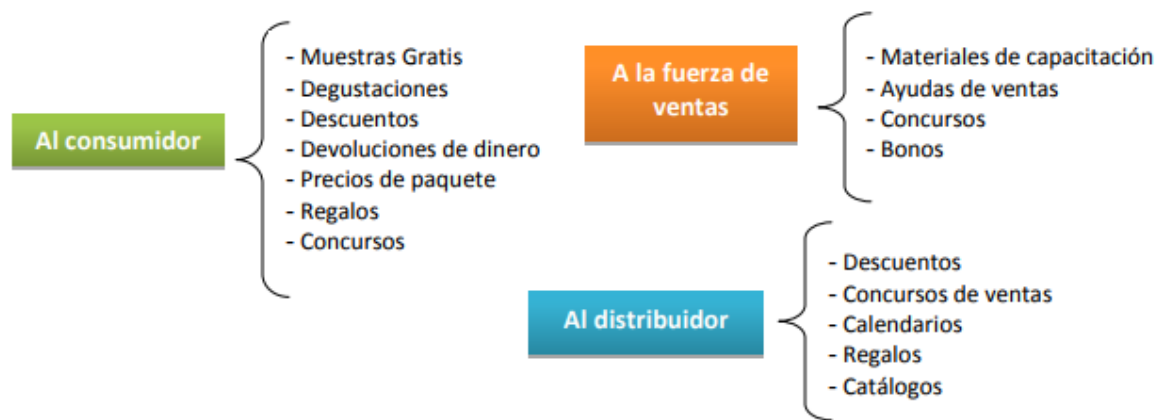 Al consumidor
- Muestras Gratis
- Degustaciones
- Descuentos
- Devoluciones de dinero
- Precios de paquete
- Regalos
- Concursos
A la fuerza de
ventas
- Materiales de capacitación
- Ayudas de ventas
- Concursos
- Bonos
Al distribuidor
- Descuentos
- Concursos de ventas
- Calendarios
- Regalos
- Catálogos